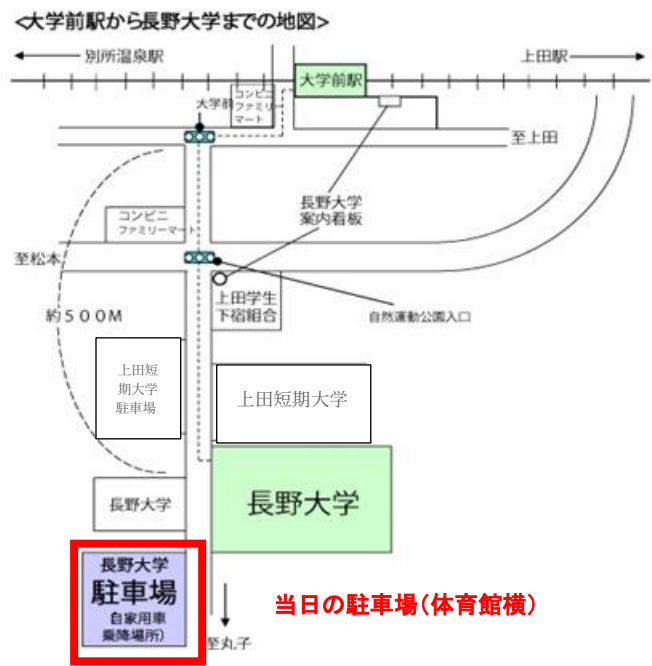 <大学前駅から長野大学までの地図>
別所温泉駅
上田駅
大学前駅
コンビニ
ファミリー
マート
大学前
至上田
長野大学
案内看板
コンビニ
ファミリーマート
至松本
上田学生
下宿組合
自然運動公園入口
約５００Ｍ
上田短
期大学
駐車場
上田短期大学
長野大学
長野大学
長野大学
駐車場
自家用車
乗降場所）
当日の駐車場（体育館横）
至丸子